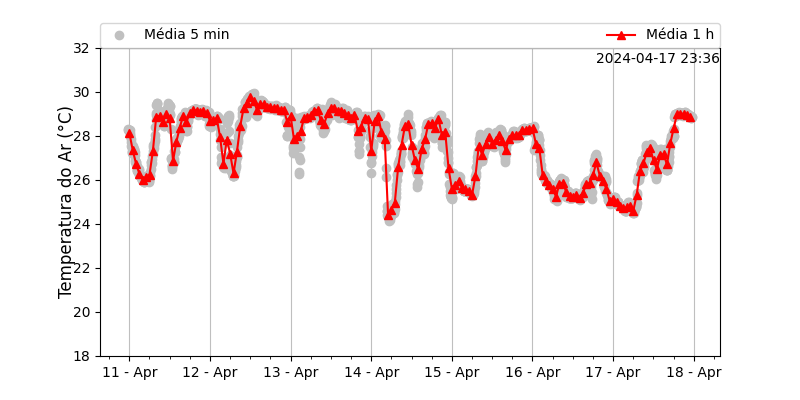 Média 5 min
Média 1 h
2024-04-17 23:36
Temperatura do Ar (°C)
32
30
28
26
24
22
20
18
11 - Apr
12 - Apr
13 - Apr
14 - Apr
15 - Apr
16 - Apr
17 - Apr
18 - Apr